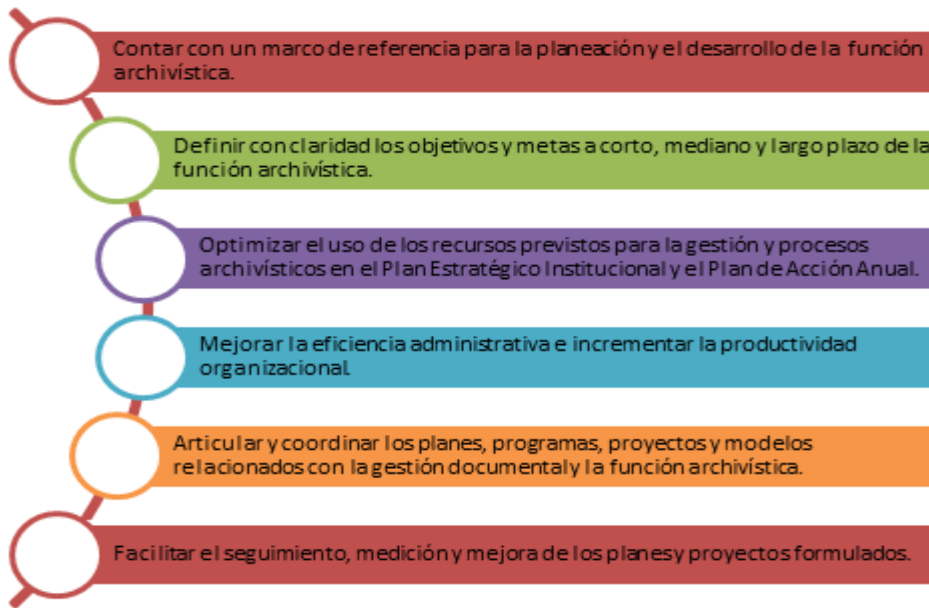 Contar con un marco de referencia para la planeación y el desarrollo de la función
archivística.
Definir con claridad los objetivos y metas a corto, mediano y largo plazo de la
función archivística.
Optimizar el uso de los recursos previstos para la gestión y procesos
archivísticos en el Plan Estratégico Institucional y el Plan de Acción Anual.
Mejorar la eficiencia administrativa e incrementar la productividad
organizacional.
Articular y coordinar los planes, programas, proyectos y modelos
relacionados con la gestión documental y la función archivística.
Facilitar el seguimiento, medición y mejora de los planes y proyectos formulados.